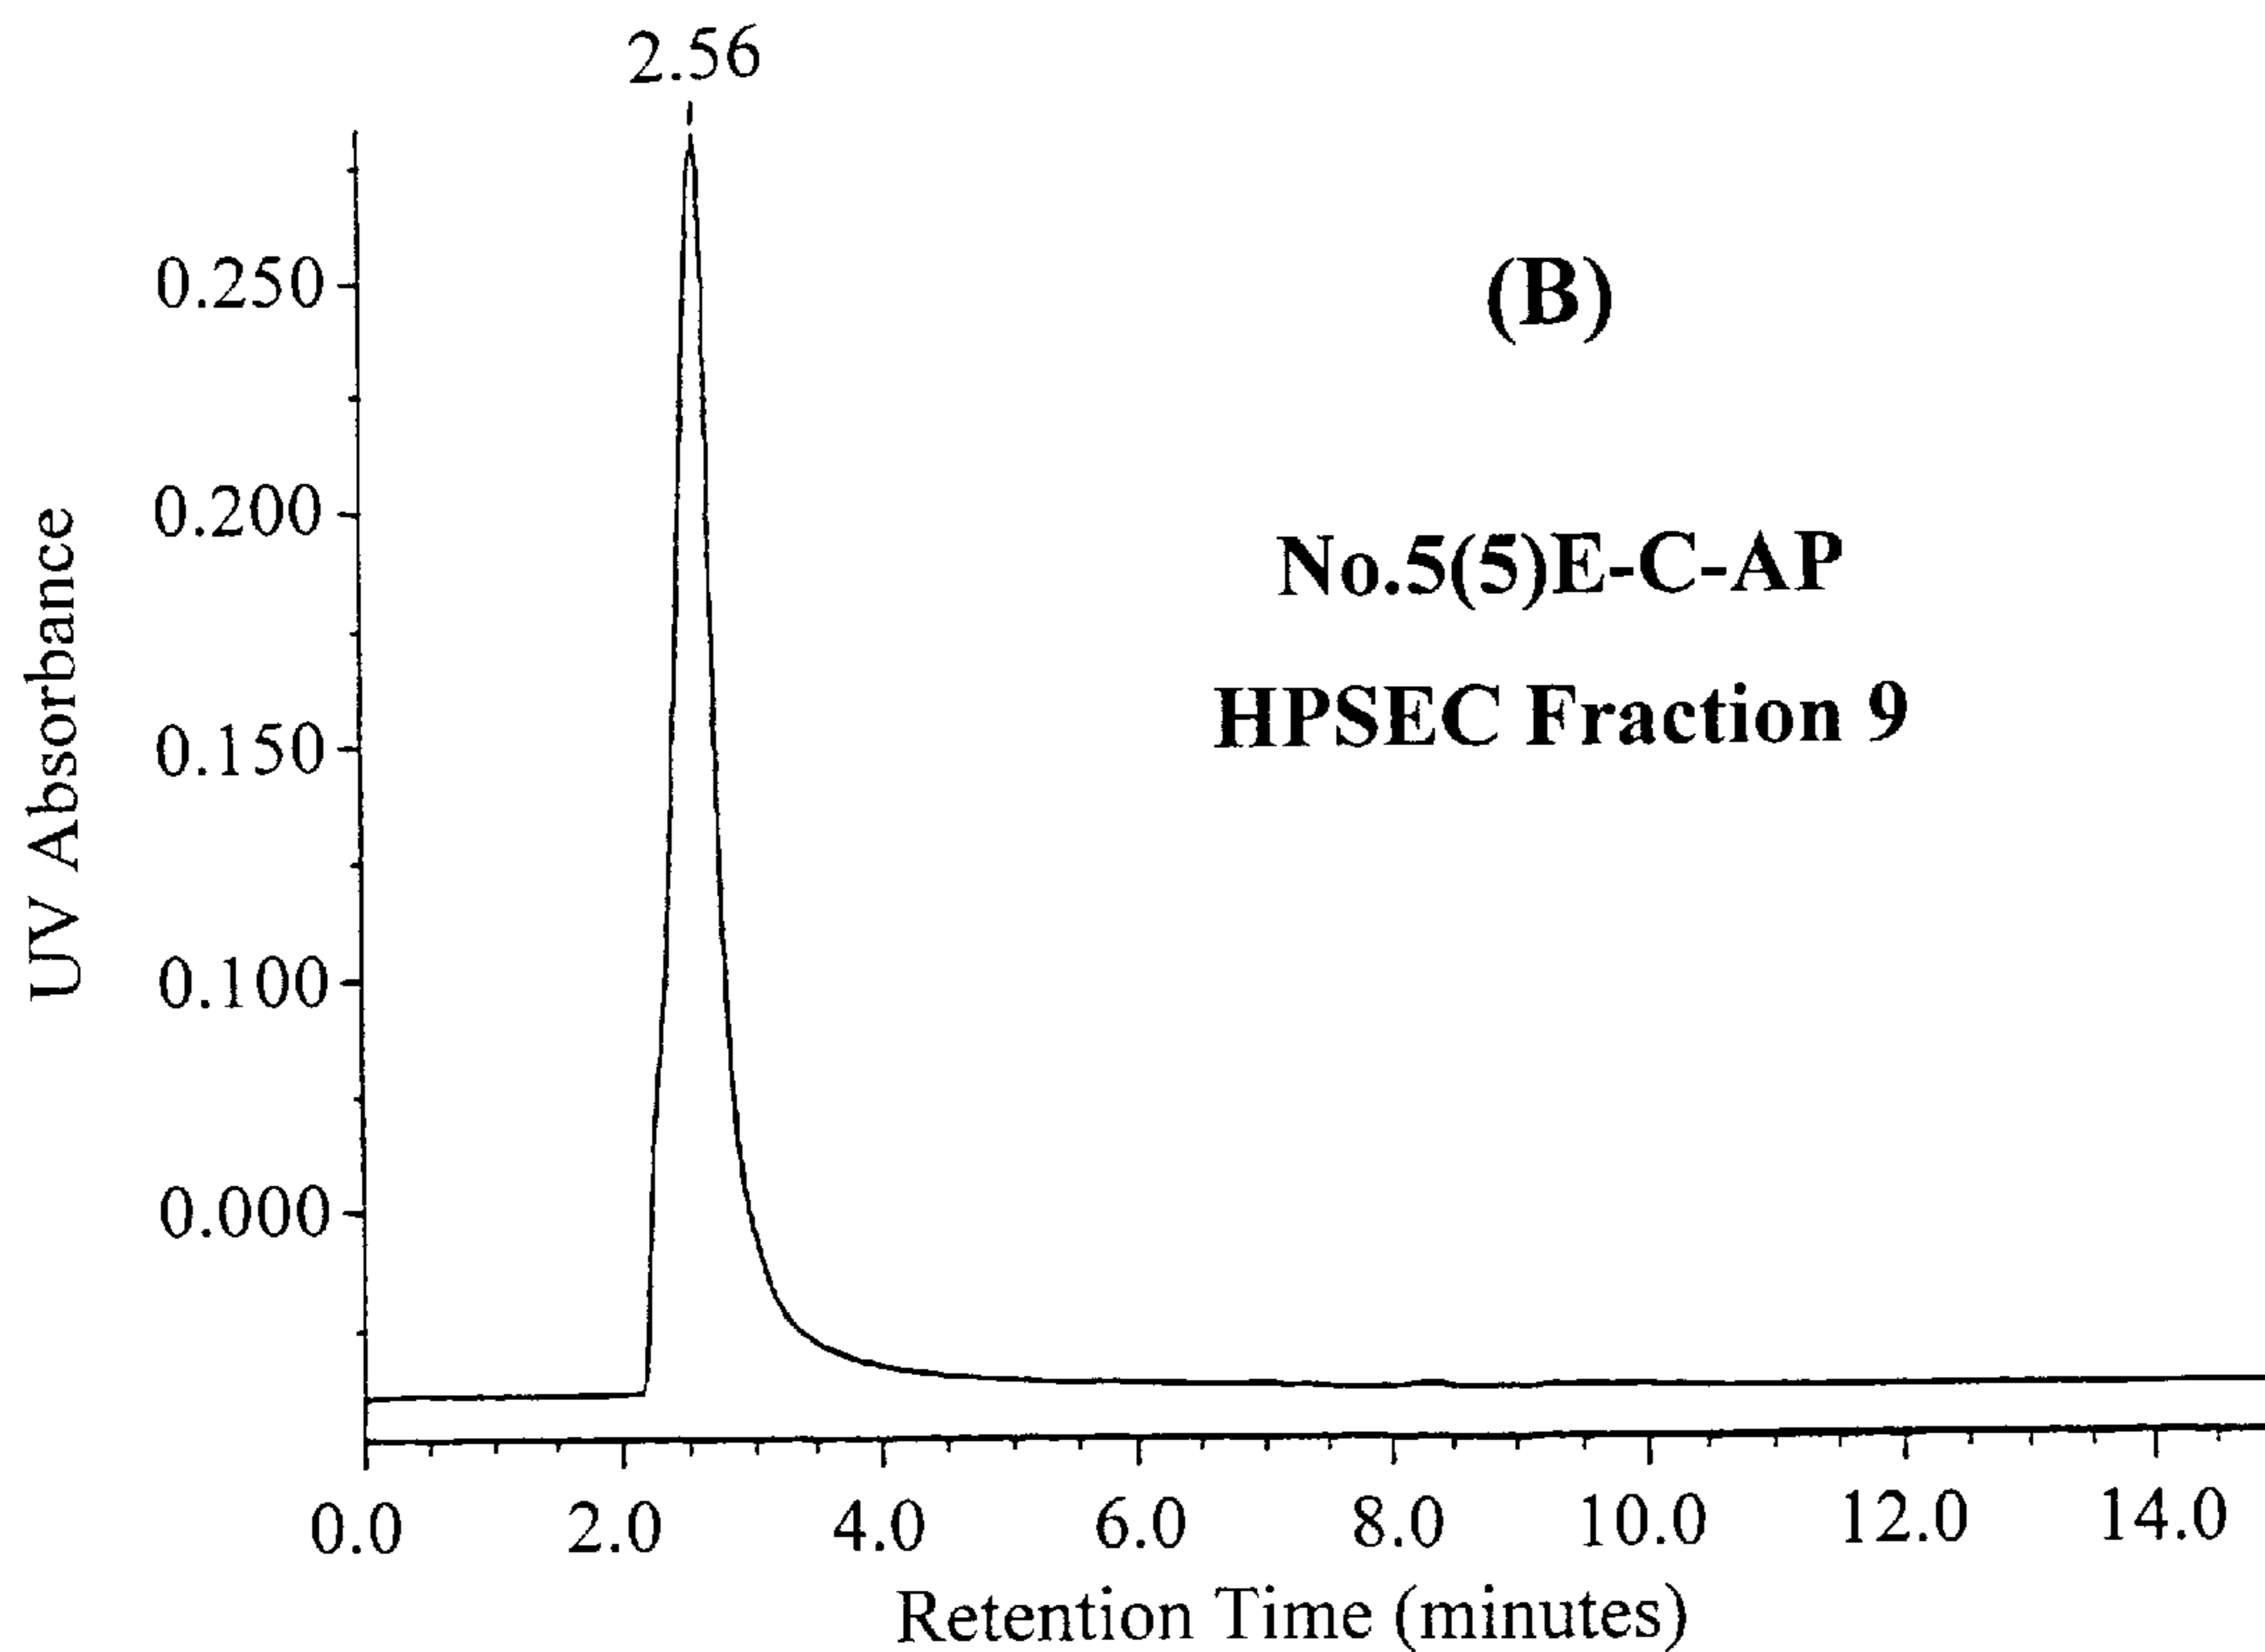 2.56
(B)
0.250
No.5(5)E-C-AP
0.200
HPSEC Fraction 9
0.150
0.100
0.000
UV Absorbance
0.0 2.0 4.0 6.0 8.0 10.0 12.0 14.0
Retention Time (minutes)